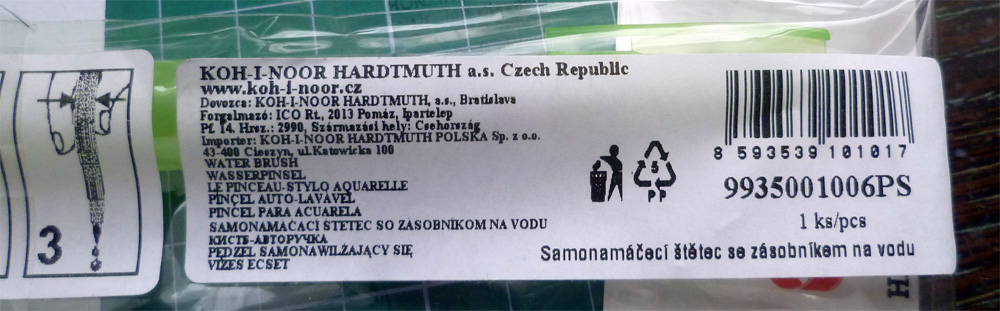 KOH-I-NOOR HARDTMUTH a.s. Czech Republic
www.koh-i-noor.cz
Dovozca: KOH-I-NOOR HARDTMUTH, a.s., Bratislava
Forgalmazó: ICO Rt., 2013 Pomáz, Ipartelep
Pf. 14. Hrsz.: 2990, Származási hely: Csehország
Importer: KOH-I-NOOR HARDTMUTH POLSKA Sp. z o.o.
43-400 Cieszyn, ul.Katowicka 100
WATER BRUSH
WASSERPINSEL
LE PINCEAU-STYLO AQUARELLE
PINCEL AUTO-LAVAVEL
PINCEL PARA ACUARELA
SAMONAMÁČACÍ ŠTETEC SO ZÁSOBNÍKOM NA VODU
КИСТЬ-АВТОРУЧКА
PĘDZEL SAMONAWILŻAJĄCY SIĘ
VIZES ECSET
8 593539 101017
5
PP
9935001006PS
1 ks/pcs
Samonamáčecí štětec se zásobníkem na vodu
3